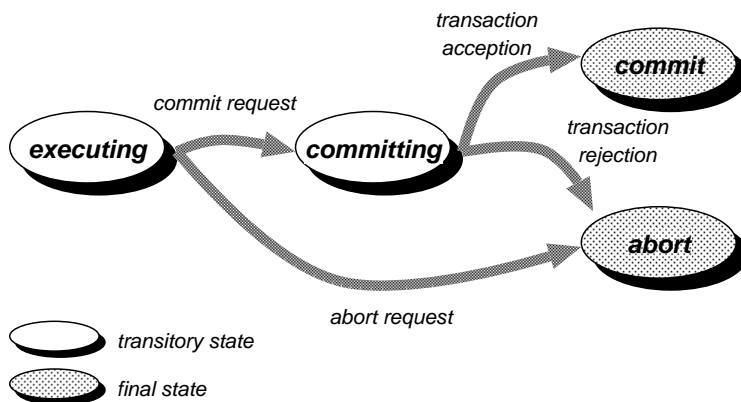 transaction
acception
commit
commit request
executing
committing
transaction
rejection
abort
abort request
transitory state
final state